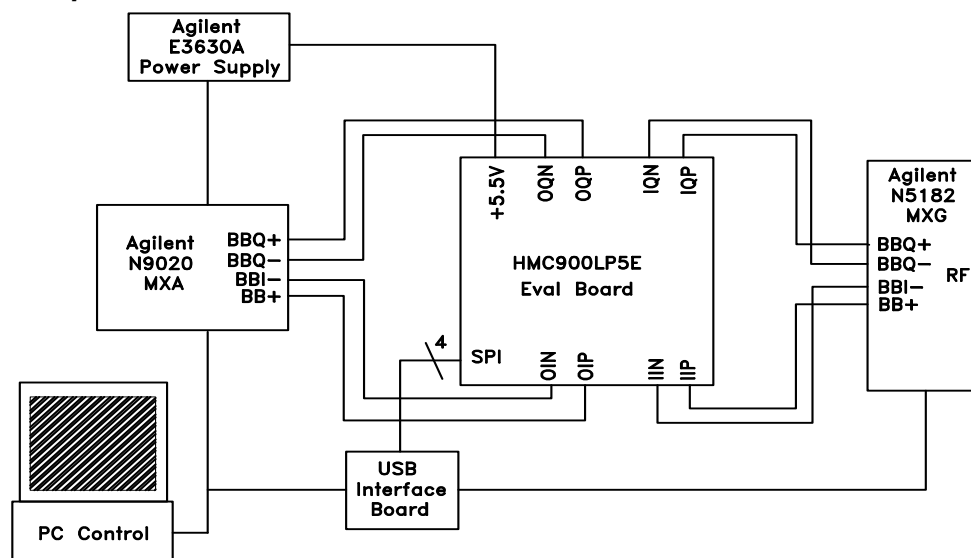 Agilent
E3630A
Power Supply
+5.5V
OQN
OQP
IQN
IQP
Agilent
N5182
MXG
BBQ+
BBQ-
BBI-
BB+
RF
Agilent
N9020
MXA
BBQ+
BBQ-
BBI-
BB+
HMC900LP5E
Eval Board
4
SPI
OIN
OIP
IIN
IIP
USB
Interface
Board
PC Control